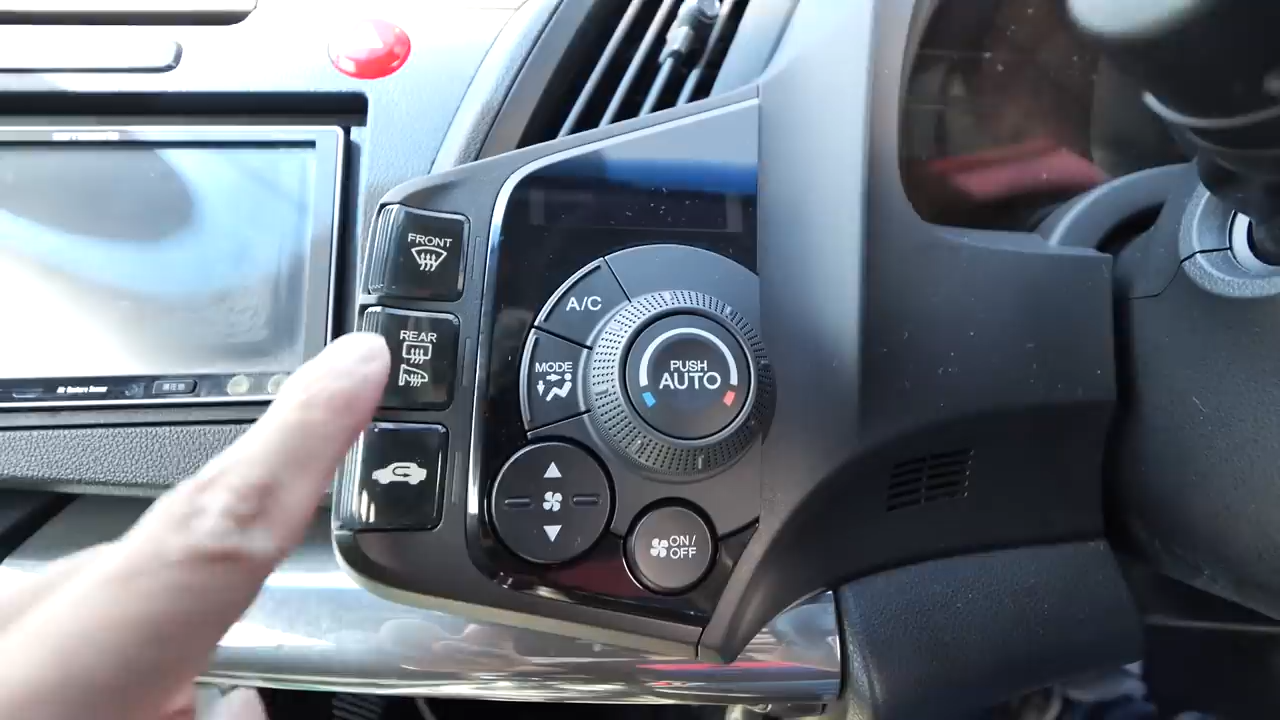 FRONT
A/C
REAR
MODE
PUSH
AUTO
ON/
OFF